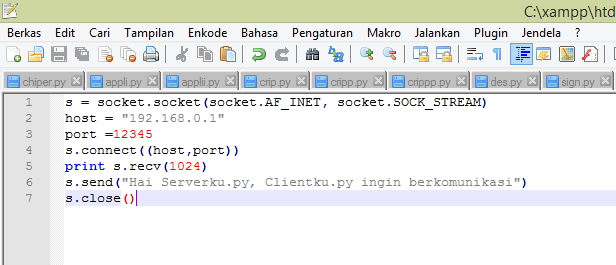 C:\xampp\htd
Berkas Edit Cari Tampilan Enkode Bahasa Pengaturan Makro Jalankan Plugin Jendela ?
chiper.py appli.py applii.py crip.py cripp.py crippp.py des.py sign.py
1 s = socket.socket(socket.AF_INET, socket.SOCK_STREAM)
2 host = "192.168.0.1"
3 port =12345
4 s.connect((host,port))
5 print s.recv(1024)
6 s.send("Hai Serverku.py, Clientku.py ingin berkomunikasi")
7 s.close()